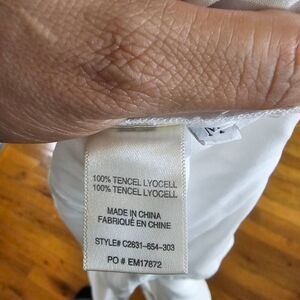 M
100% TENCEL LYOCELL
100% TENCEL LYOCELL
MADE IN CHINA
FABRIQUÉ EN CHINE
STYLE# C2631-654-303
PO # EM17872